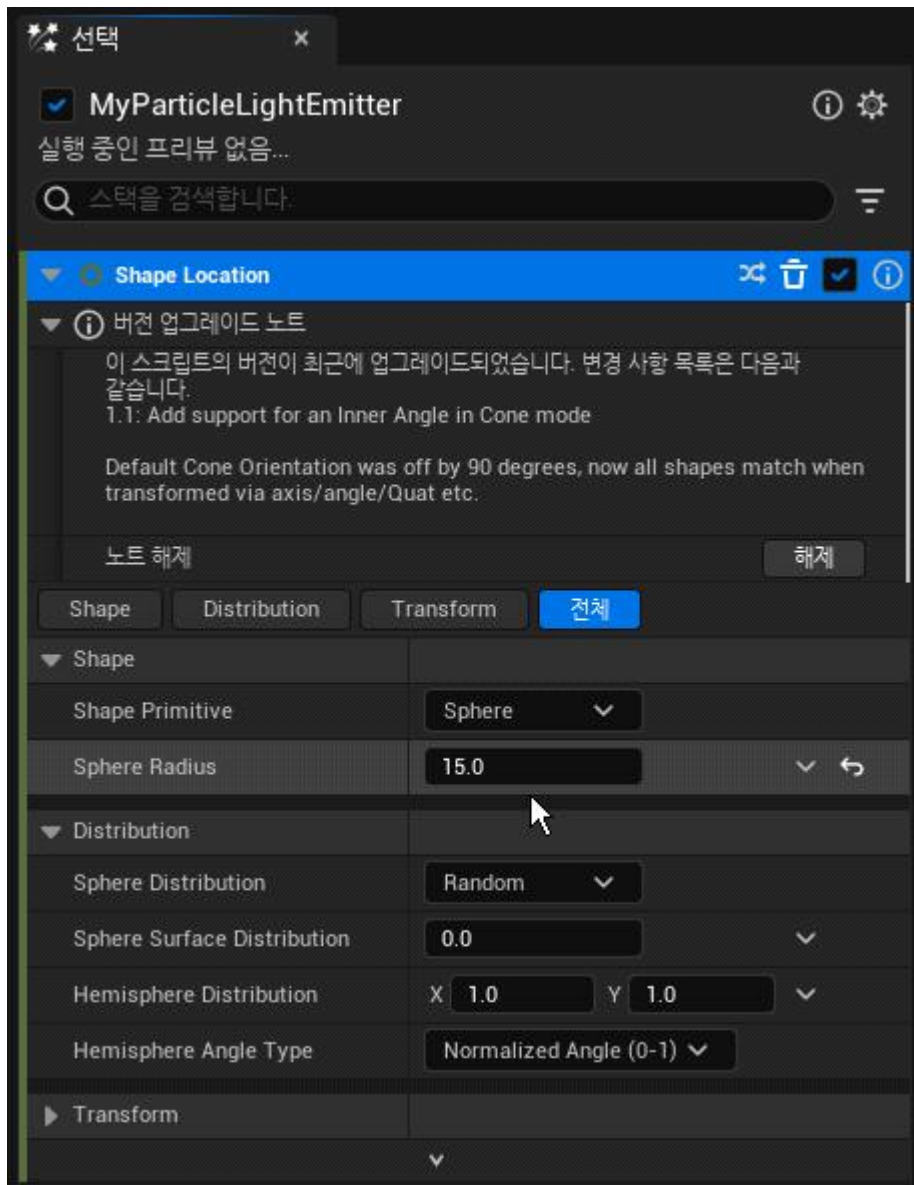 선택
MyParticleLightEmitter
실행 중인 프리뷰 없음...
스택을 검색합니다.
Shape Location
버전 업그레이드 노트
이 스크립트의 버전이 최근에 업그레이드되었습니다. 변경 사항 목록은 다음과
같습니다.
1.1: Add support for an Inner Angle in Cone mode
Default Cone Orientation was off by 90 degrees, now all shapes match when
transformed via axis/angle/Quat etc.
노트 해제 해제
Shape Distribution Transform 전체
Shape
Shape Primitive Sphere
Sphere Radius 15.0
Distribution
Sphere Distribution Random
Sphere Surface Distribution 0.0
Hemisphere Distribution X 1.0 Y 1.0
Hemisphere Angle Type Normalized Angle (0-1)
Transform